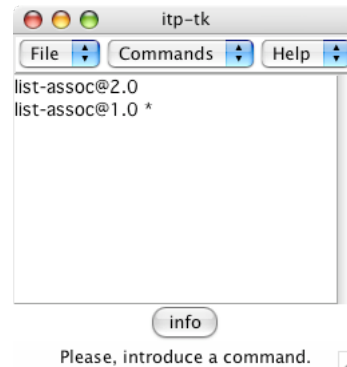 itp-tk
File Commands Help
list-assoc@2.0
list-assoc@1.0 *
info
Please, introduce a command.